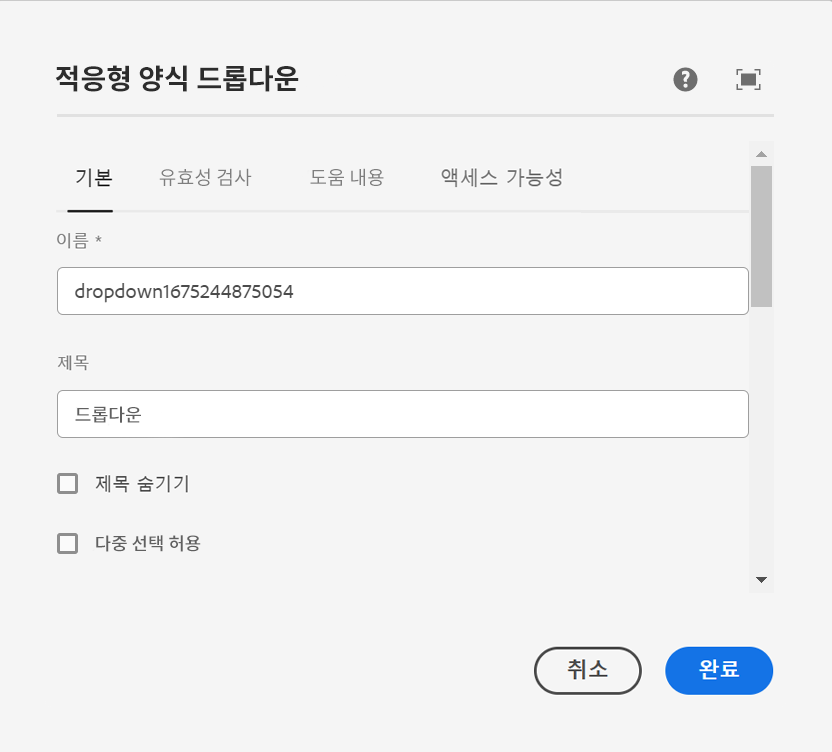 적응형 양식 드롭다운
기본 유효성 검사 도움 내용 액세스 가능성
이름 *
dropdown1675244875054
제목
드롭다운
제목 숨기기
다중 선택 허용
취소 완료